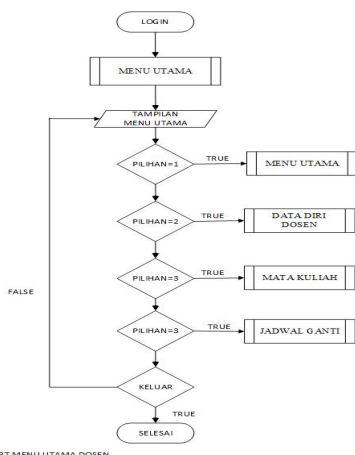 LOGIN
MENU UTAMA
TAMPILAN
MENU UTAMA
PILIHAN=1
TRUE
MENU UTAMA
PILIHAN=2
TRUE
DATA DIRI
DOSEN
PILIHAN=3
TRUE
MATA KULIAH
FALSE
PILIHAN=3
TRUE
JADWAL GANTI
KELUAR
TRUE
SELESAI
MENU UTAMA DOSEN